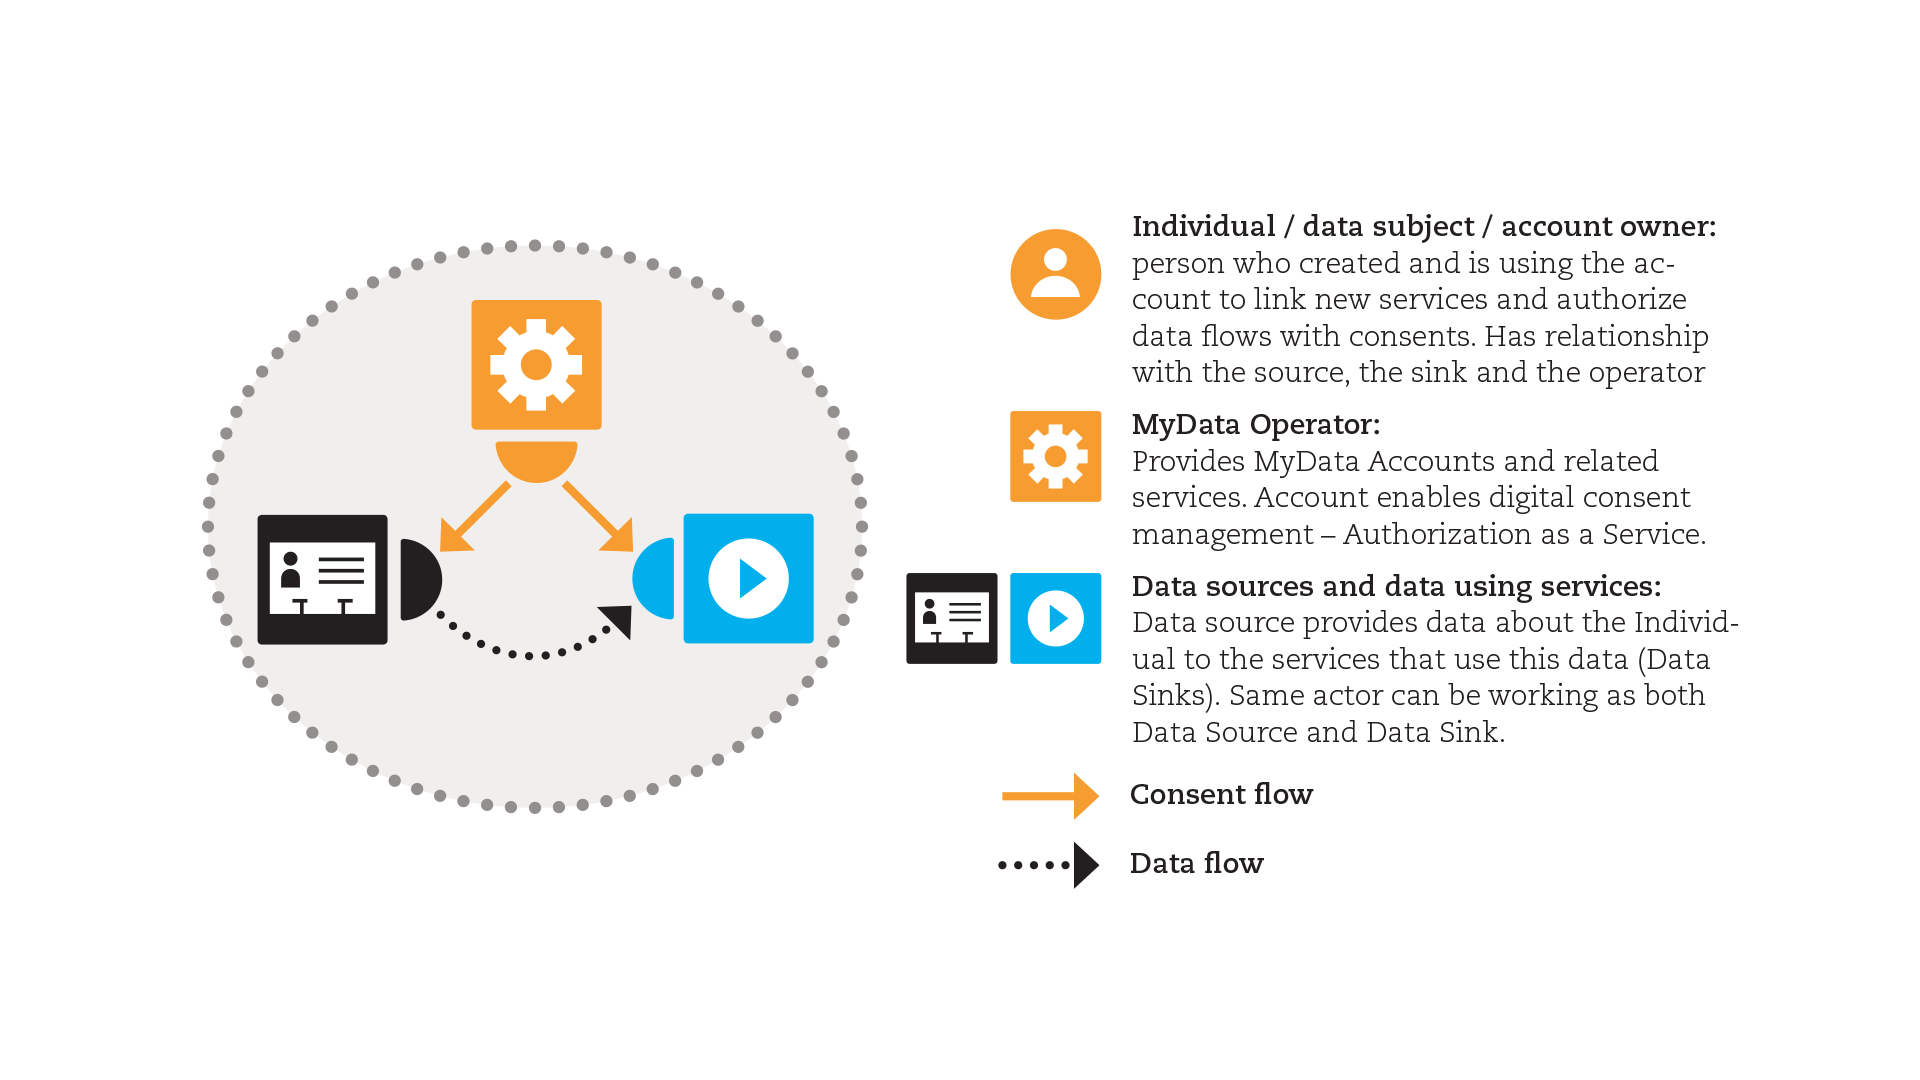 Individual / data subject / account owner:
person who created and is using the ac-
count to link new services and authorize
data flows with consents. Has relationship
with the source, the sink and the operator
MyData Operator:
Provides MyData Accounts and related
services. Account enables digital consent
management – Authorization as a Service.
Data sources and data using services:
Data source provides data about the Individ-
ual to the services that use this data (Data
Sinks). Same actor can be working as both
Data Source and Data Sink.
Consent flow
Data flow